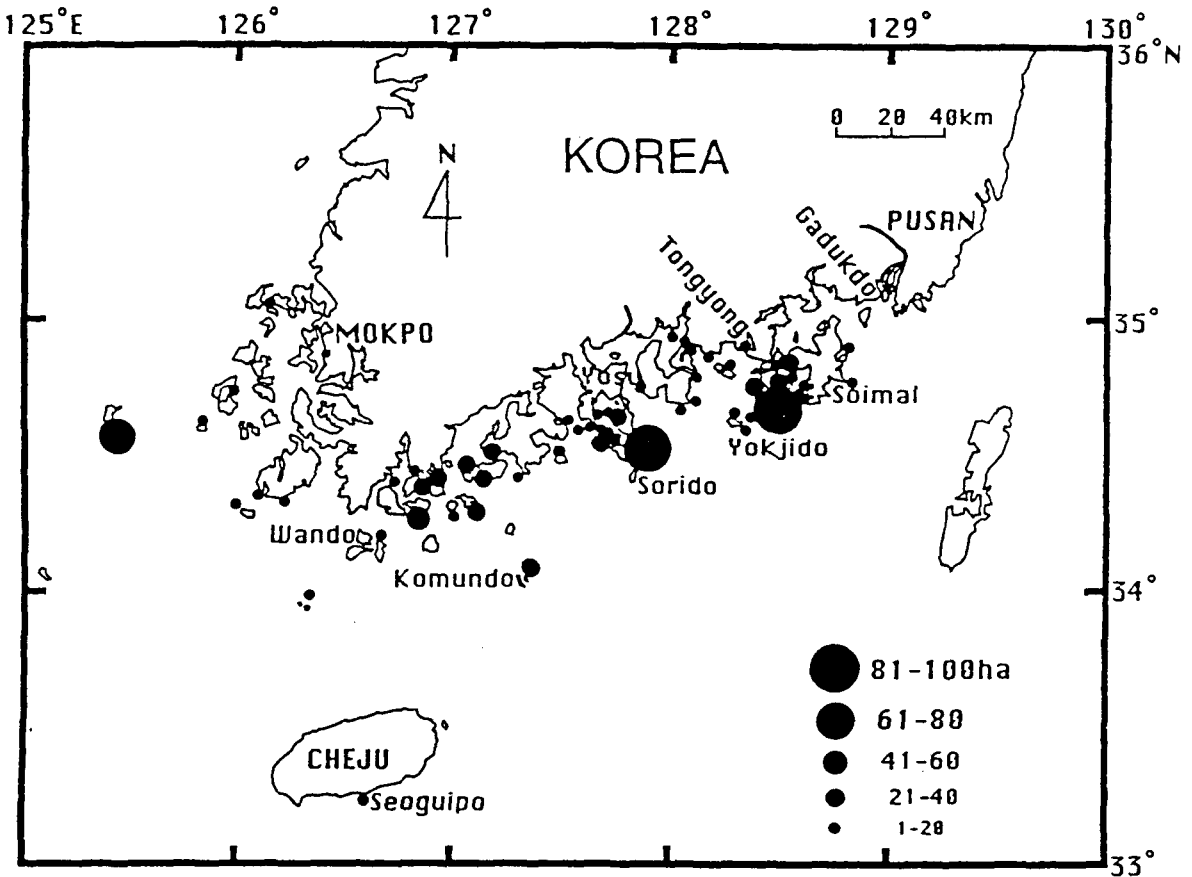 125°E 126° 127° 128° 129° 130°
36°N
0 20 40km
KOREA
N
PUSAN
Gadukdo
Tongyong
35°
MOKPO
Soimal
Yokjido
Sorido
Wando
Komundo
34°
81-100ha
61-80
41-60
21-40
1-20
CHEJU
Seoguipo
33°